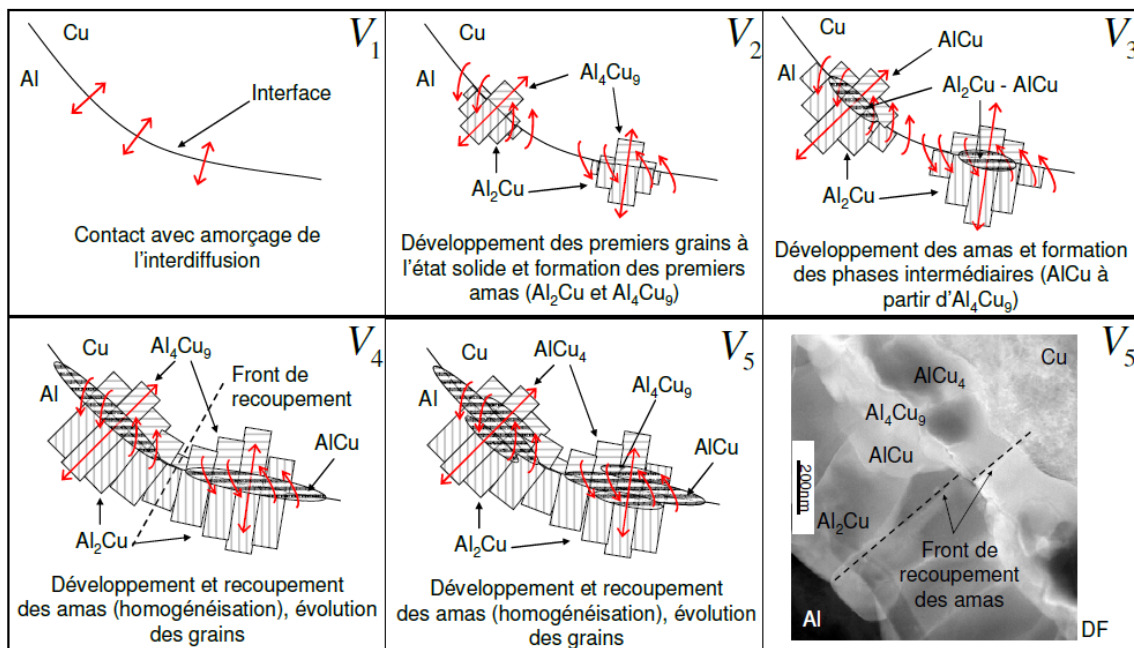 V₁
Cu
Al
Interface
Contact avec amorçage de
l'interdiffusion
V₂
Cu
Al
Al₄Cu₉
Al₂Cu
Développement des premiers grains à
l'état solide et formation des premiers
amas (Al₂Cu et Al₄Cu₉)
V₃
Cu
AlCu
Al
Al₂Cu - AlCu
Al₂Cu
Développement des amas et formation
des phases intermédiaires (AlCu à
partir d'Al₄Cu₉)
V₄
Cu
Al₄Cu₉
Front de
recoupement
Al
AlCu
Al₂Cu
Développement et recoupement
des amas (homogénéisation), évolution
des grains
V₅
Cu
AlCu₄
Al₄Cu₉
Al
AlCu
Al₂Cu
Développement et recoupement
des amas (homogénéisation), évolution
des grains
V₅
Cu
AlCu₄
Al₄Cu₉
AlCu
200nm
Al₂Cu
Front de
recoupement
des amas
Al
DF